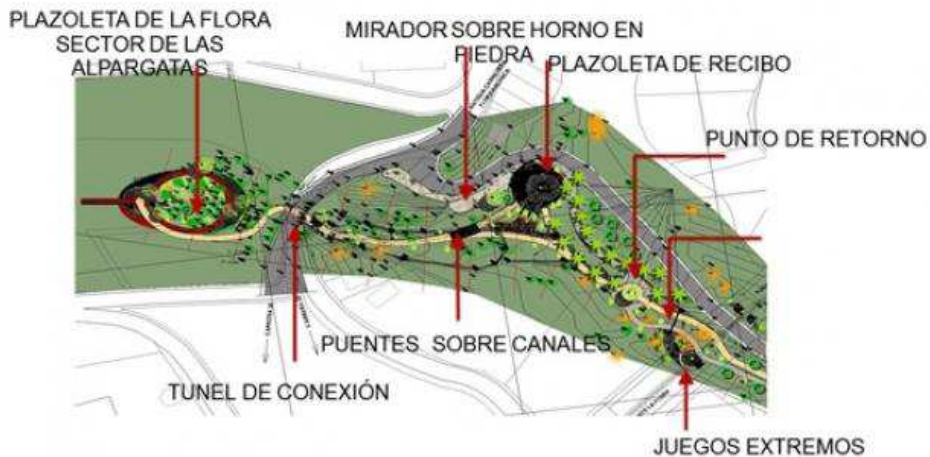 PLAZOLETA DE LA FLORA
SECTOR DE LAS
ALPARGATAS
MIRADOR SOBRE HORNO EN
PIEDRA
PLAZOLETA DE RECIBO
PUNTO DE RETORNO
PUENTES SOBRE CANALES
TUNEL DE CONEXIÓN
JUEGOS EXTREMOS